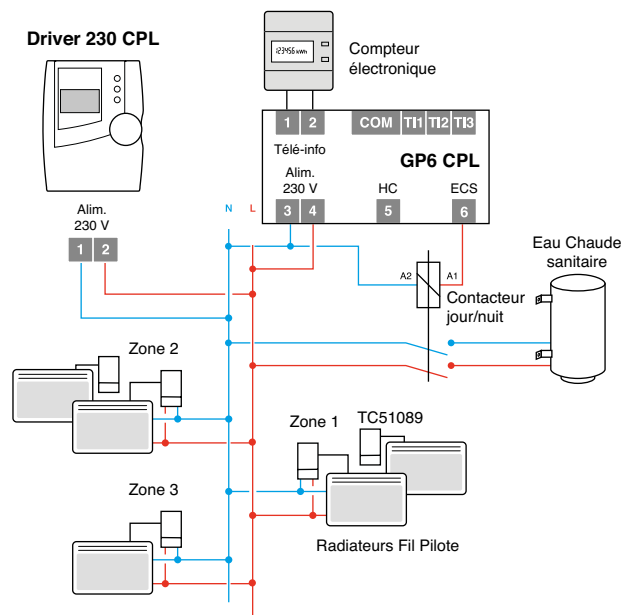 Driver 230 CPL
123456 kWh
Compteur
électronique
1 2 COM TI1 TI2 TI3
Télé-info
GP6 CPL
Alim.
230 V
HC
ECS
3 4 5 6
Alim.
230 V
N L
1 2
Eau Chaude
sanitaire
A2 A1
Contacteur
jour/nuit
Zone 2
Zone 1
TC51089
Zone 3
Radiateurs Fil Pilote